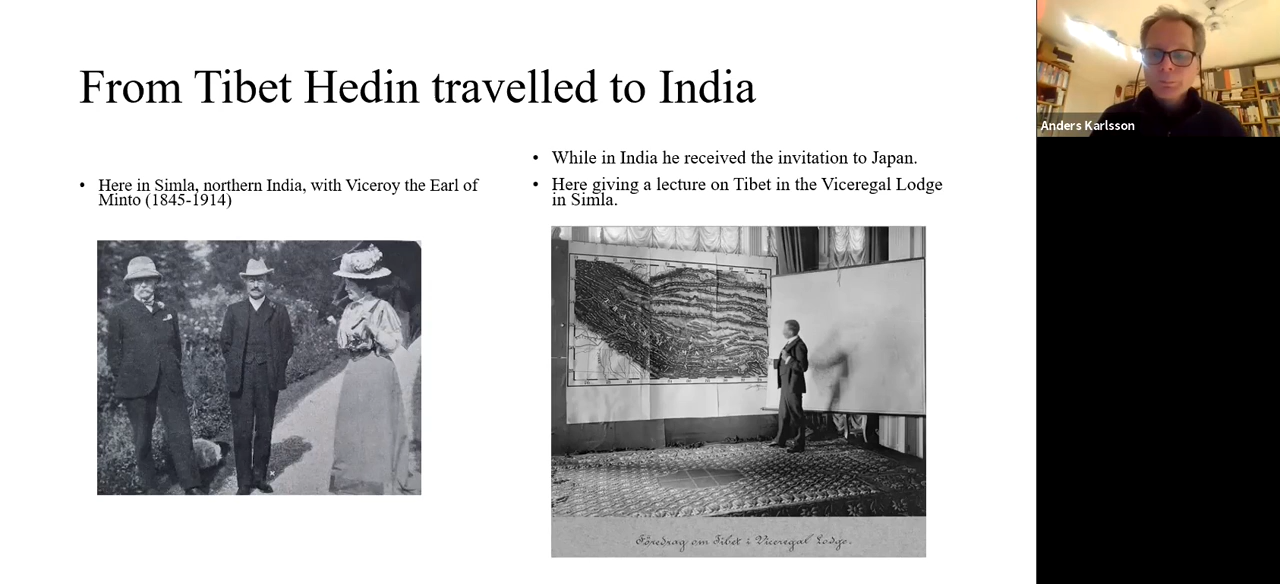 From Tibet Hedin travelled to India
• Here in Simla, northern India, with Viceroy the Earl of
Minto (1845-1914)
• While in India he received the invitation to Japan.
• Here giving a lecture on Tibet in the Viceregal Lodge
in Simla.
Föredrag om Tibet i Viceregal Lodge.
Anders Karlsson